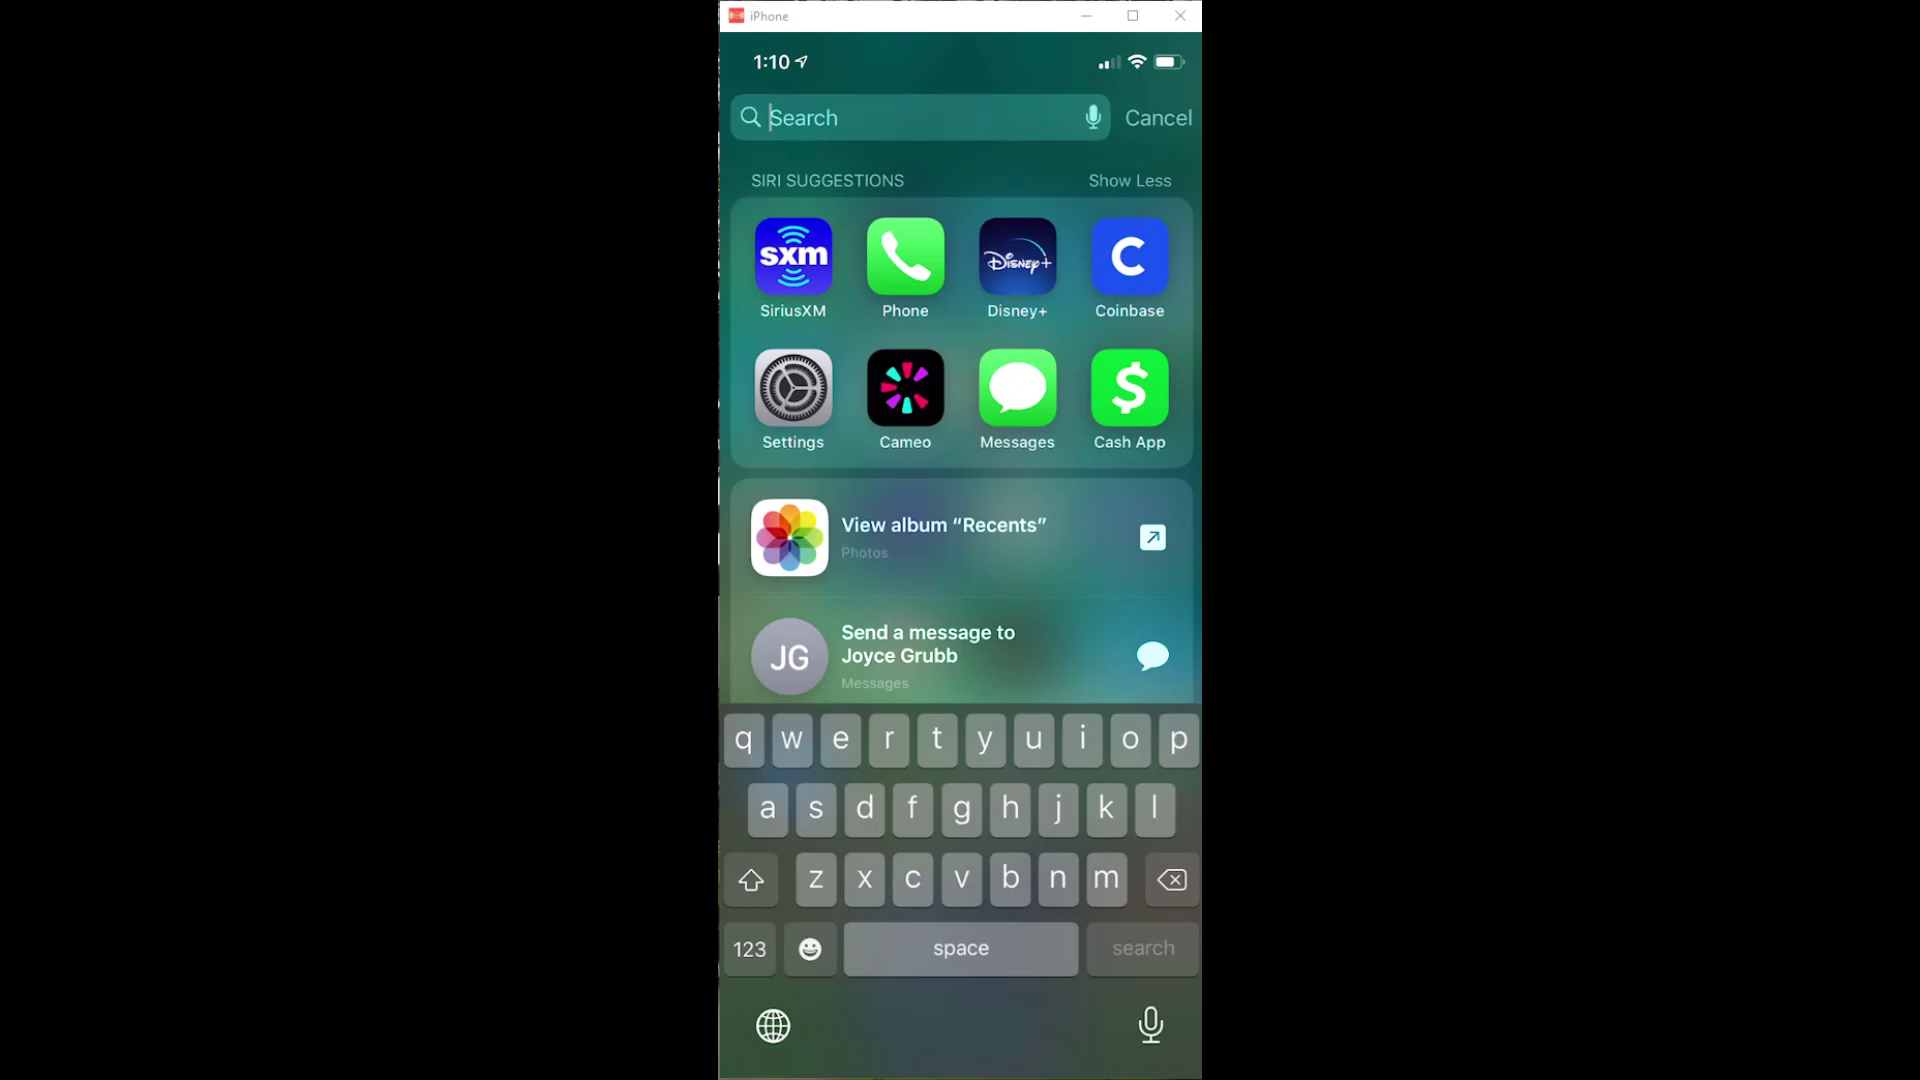 iPhone
1:10
Search
Cancel
SIRI SUGGESTIONS
Show Less
sxm
Disney+
C
SiriusXM
Phone
Disney+
Coinbase
$
Settings
Cameo
Messages
Cash App
View album “Recents”
Photos
JG
Send a message to
Joyce Grubb
Messages
q w e r t y u i o p
a s d f g h j k l
z x c v b n m
123
space
search